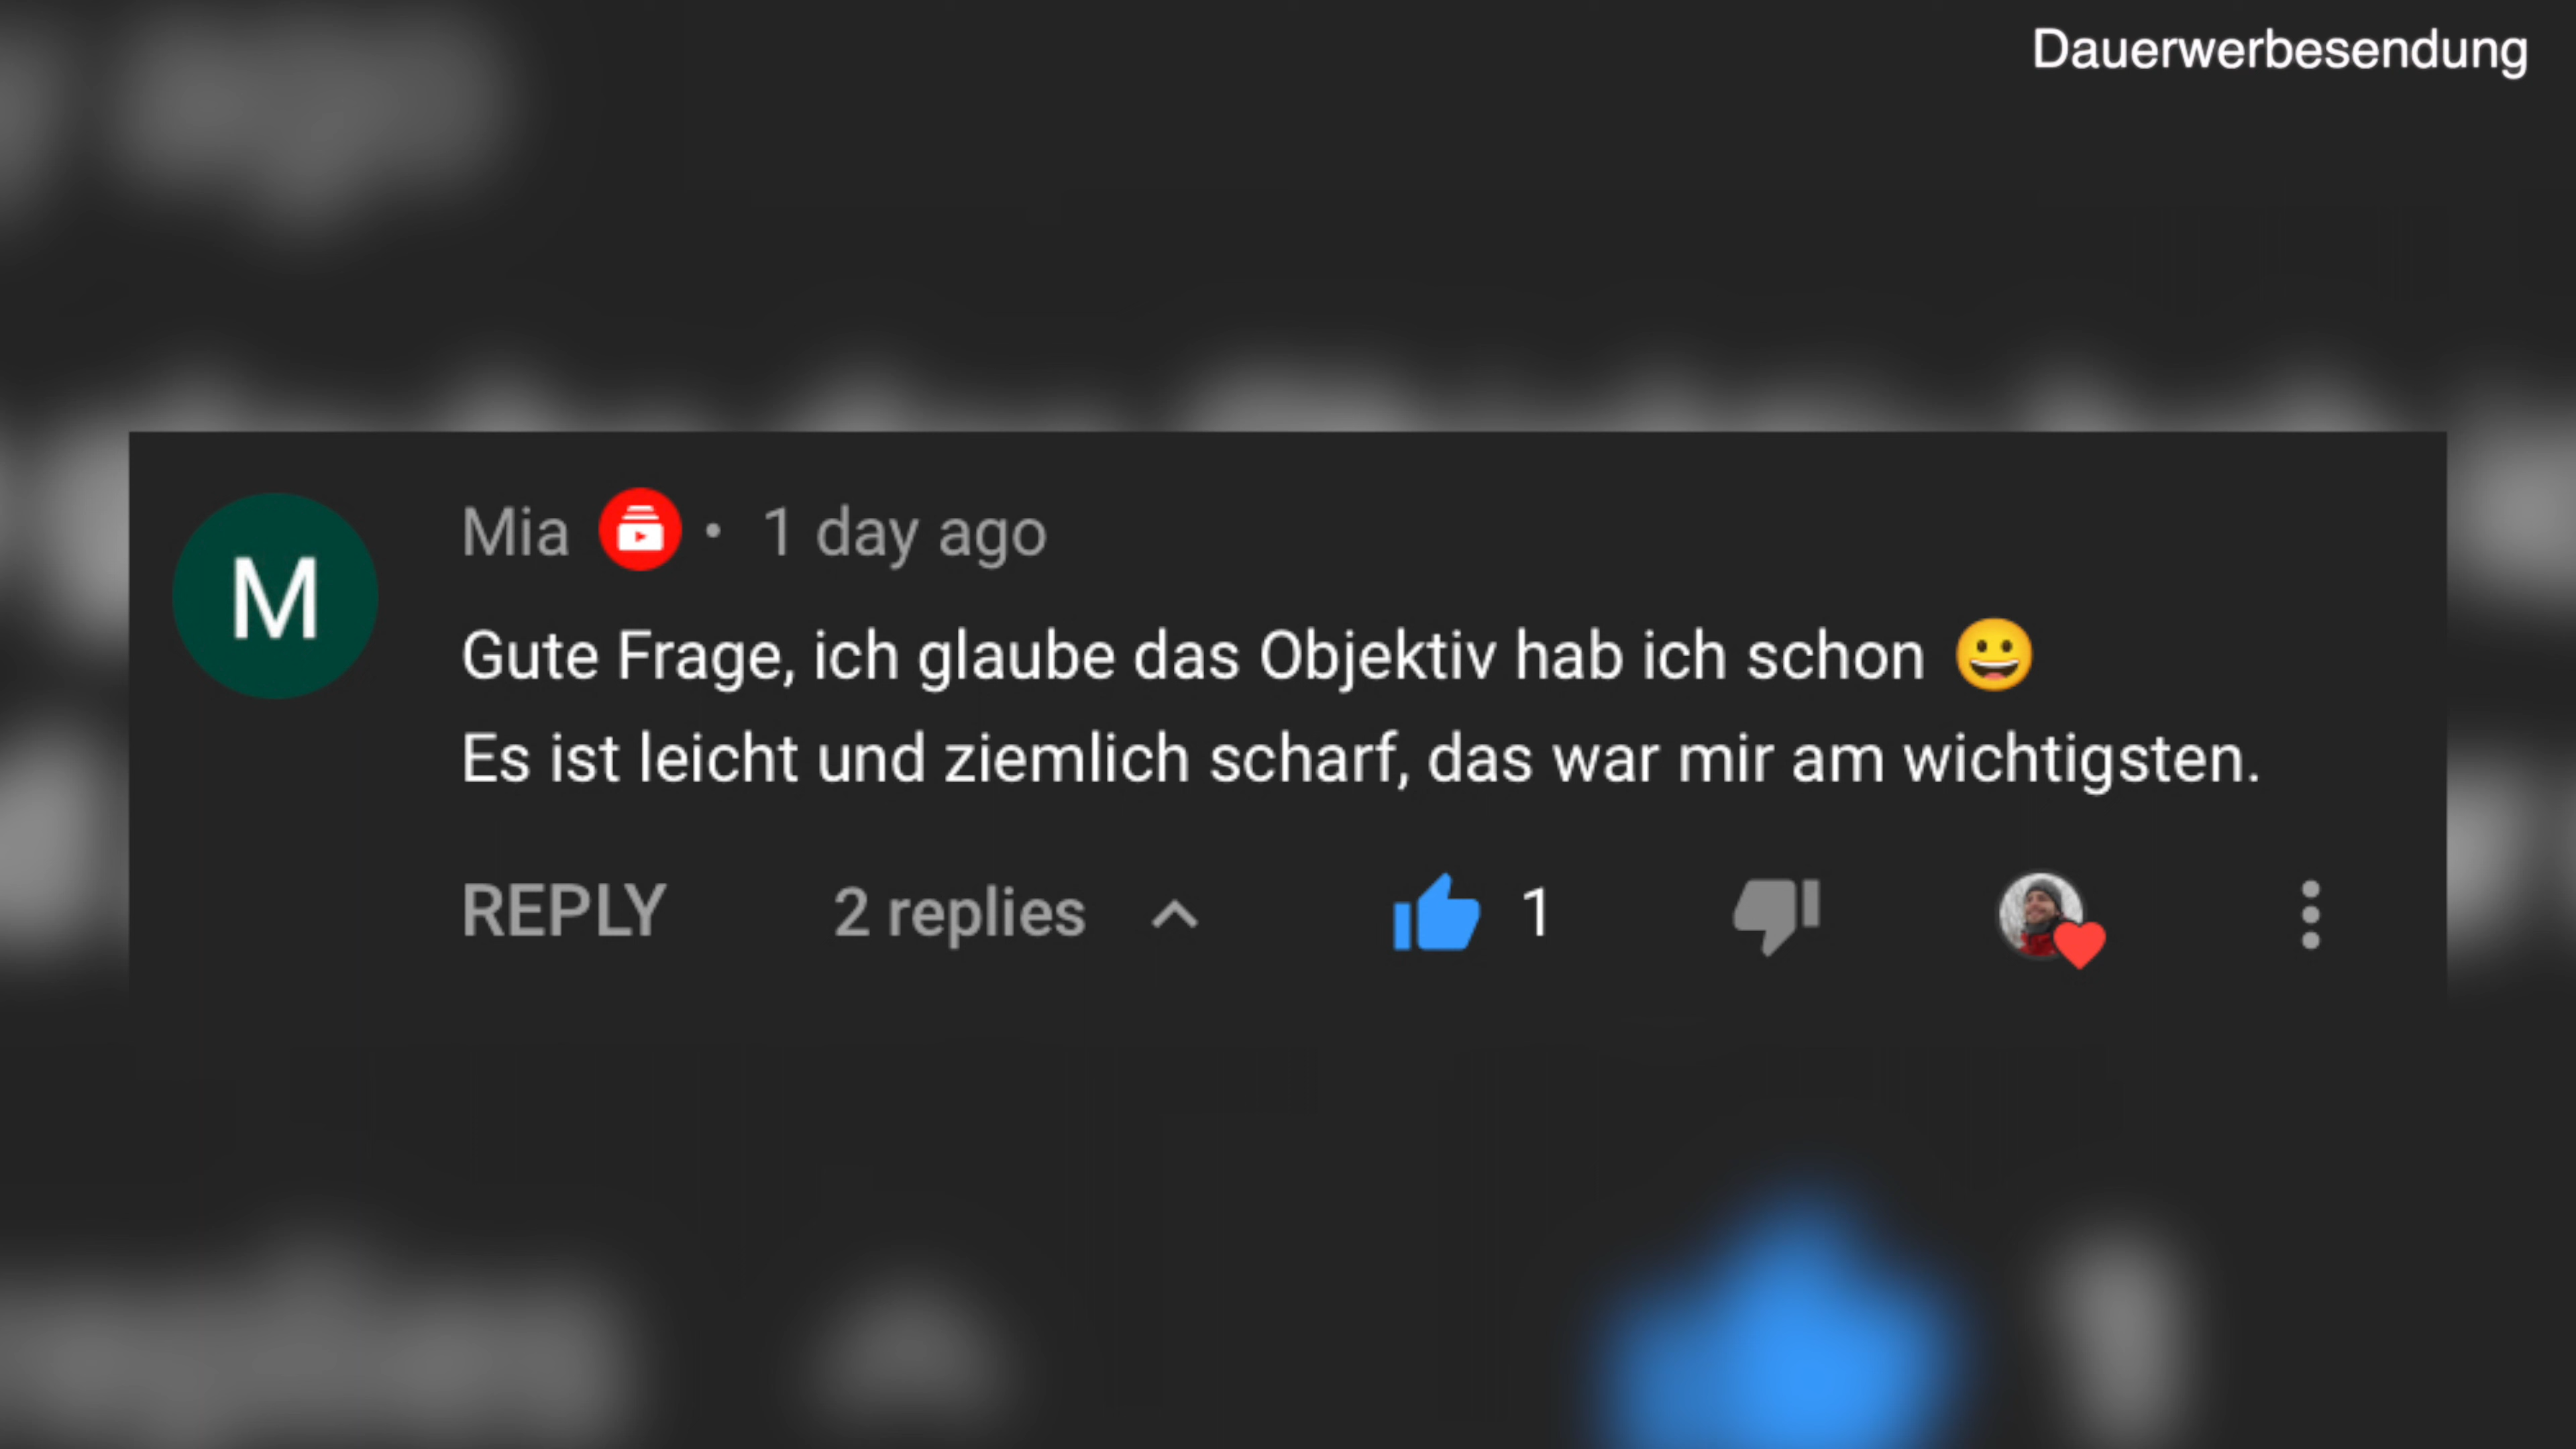 Dauerwerbesendung
M
Mia • 1 day ago
Gute Frage, ich glaube das Objektiv hab ich schon 😀
Es ist leicht und ziemlich scharf, das war mir am wichtigsten.
REPLY 2 replies 1